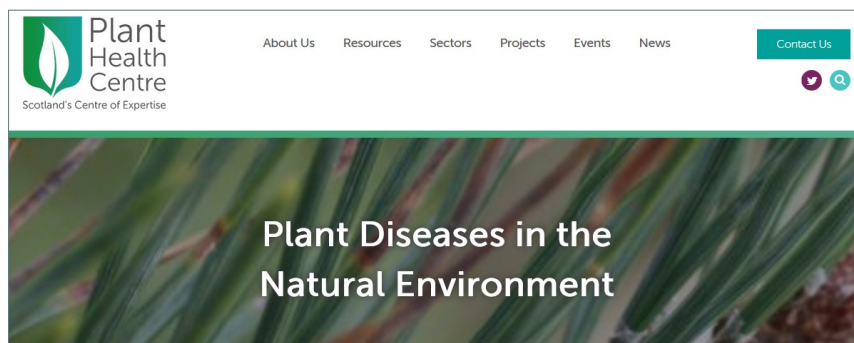 Plant
Health
Centre
Scotland's Centre of Expertise
About Us Resources Sectors Projects Events News
Contact Us
Plant Diseases in the
Natural Environment